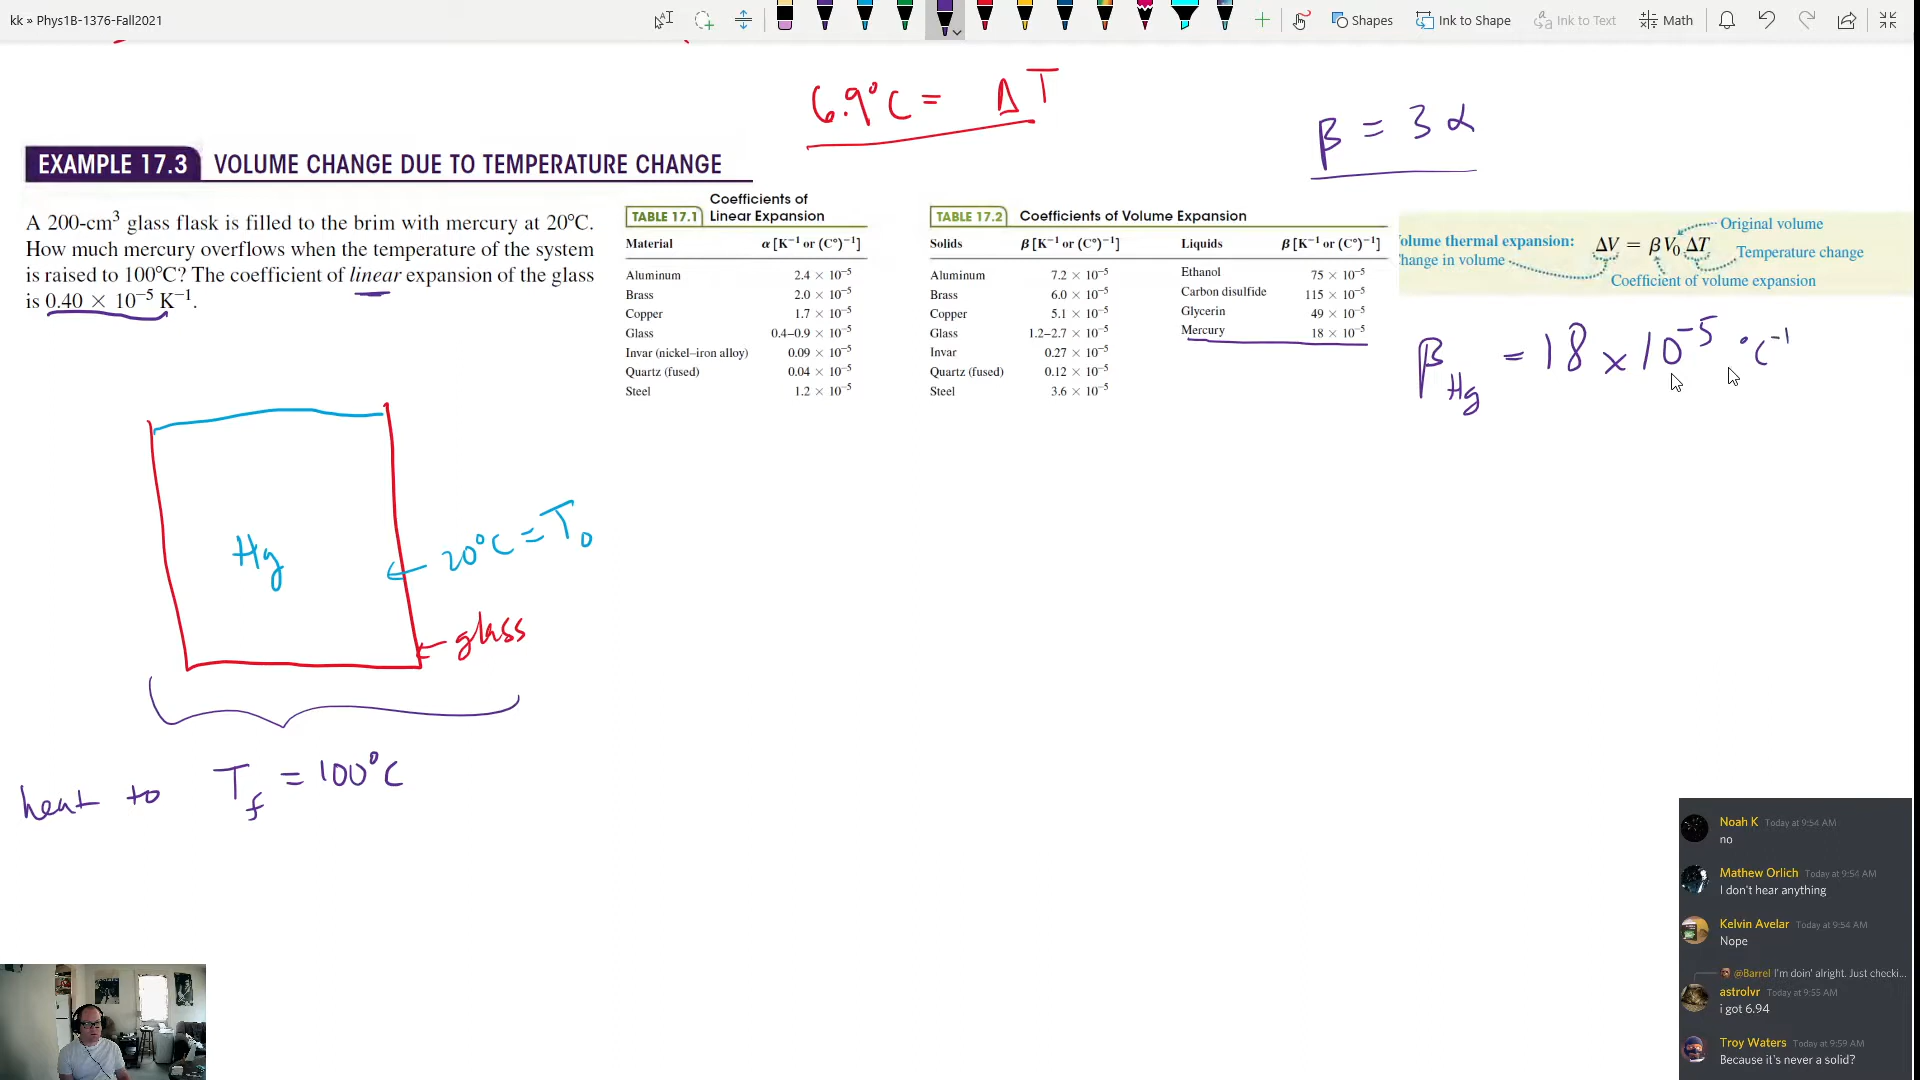 kk » Phys1B-1376-Fall2021
Shapes
Ink to Shape
Ink to Text
Math
6.9°C = ΔT
β = 3α
EXAMPLE 17.3 VOLUME CHANGE DUE TO TEMPERATURE CHANGE
A 200-cm³ glass flask is filled to the brim with mercury at 20°C.
How much mercury overflows when the temperature of the system
is raised to 100°C? The coefficient of linear expansion of the glass
is 0.40 × 10⁻⁵ K⁻¹.
TABLE 17.1 Coefficients of Linear Expansion
Material α [K⁻¹ or (C°)⁻¹]
Aluminum 2.4 × 10⁻⁵
Brass 2.0 × 10⁻⁵
Copper 1.7 × 10⁻⁵
Glass 0.4–0.9 × 10⁻⁵
Invar (nickel–iron alloy) 0.09 × 10⁻⁵
Quartz (fused) 0.04 × 10⁻⁵
Steel 1.2 × 10⁻⁵
TABLE 17.2 Coefficients of Volume Expansion
Solids β [K⁻¹ or (C°)⁻¹] Liquids β [K⁻¹ or (C°)⁻¹]
Aluminum 7.2 × 10⁻⁵ Ethanol 75 × 10⁻⁵
Brass 6.0 × 10⁻⁵ Carbon disulfide 115 × 10⁻⁵
Copper 5.1 × 10⁻⁵ Glycerin 49 × 10⁻⁵
Glass 1.2–2.7 × 10⁻⁵ Mercury 18 × 10⁻⁵
Invar 0.27 × 10⁻⁵
Quartz (fused) 0.12 × 10⁻⁵
Steel 3.6 × 10⁻⁵
Original volume
olume thermal expansion: ΔV = βV₀ ΔT
hange in volume
Temperature change
Coefficient of volume expansion
β_Hg = 18 × 10⁻⁵ °C⁻¹
Hg
20°C = T₀
glass
heat to T_f = 100°C
Noah K Today at 9:54 AM
no
Mathew Orlich Today at 9:54 AM
I don't hear anything
Kelvin Avelar Today at 9:54 AM
Nope
@Barrel I'm doin' alright. Just checki...
astrolvr Today at 9:55 AM
i got 6.94
Troy Waters Today at 9:59 AM
Because it's never a solid?